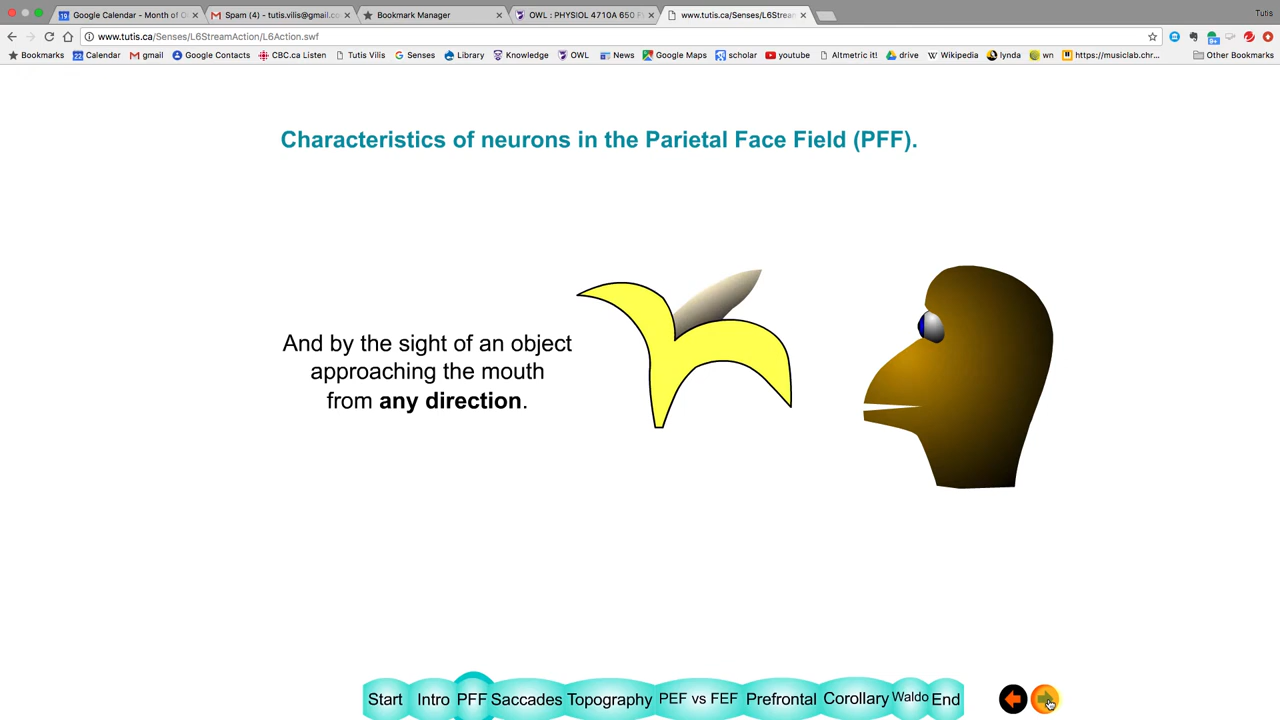 Google Calendar - Month of O
Spam (4) - tutis.vilis@gmail.co
Bookmark Manager
OWL : PHYSIOL 4710A 650 F
www.tutis.ca/Senses/L6Strea
Tutis
www.tutis.ca/Senses/L6StreamAction/L6Action.swf
Bookmarks 22 Calendar gmail Google Contacts CBC.ca Listen Tutis Vilis Senses Library Knowledge OWL News Google Maps scholar youtube Altmetric it! drive W Wikipedia lynda wn https://musiclab.chr... Other Bookmarks
Characteristics of neurons in the Parietal Face Field (PFF).
And by the sight of an object
approaching the mouth
from any direction.
Start Intro PFF Saccades Topography PEF vs FEF Prefrontal Corollary Waldo End